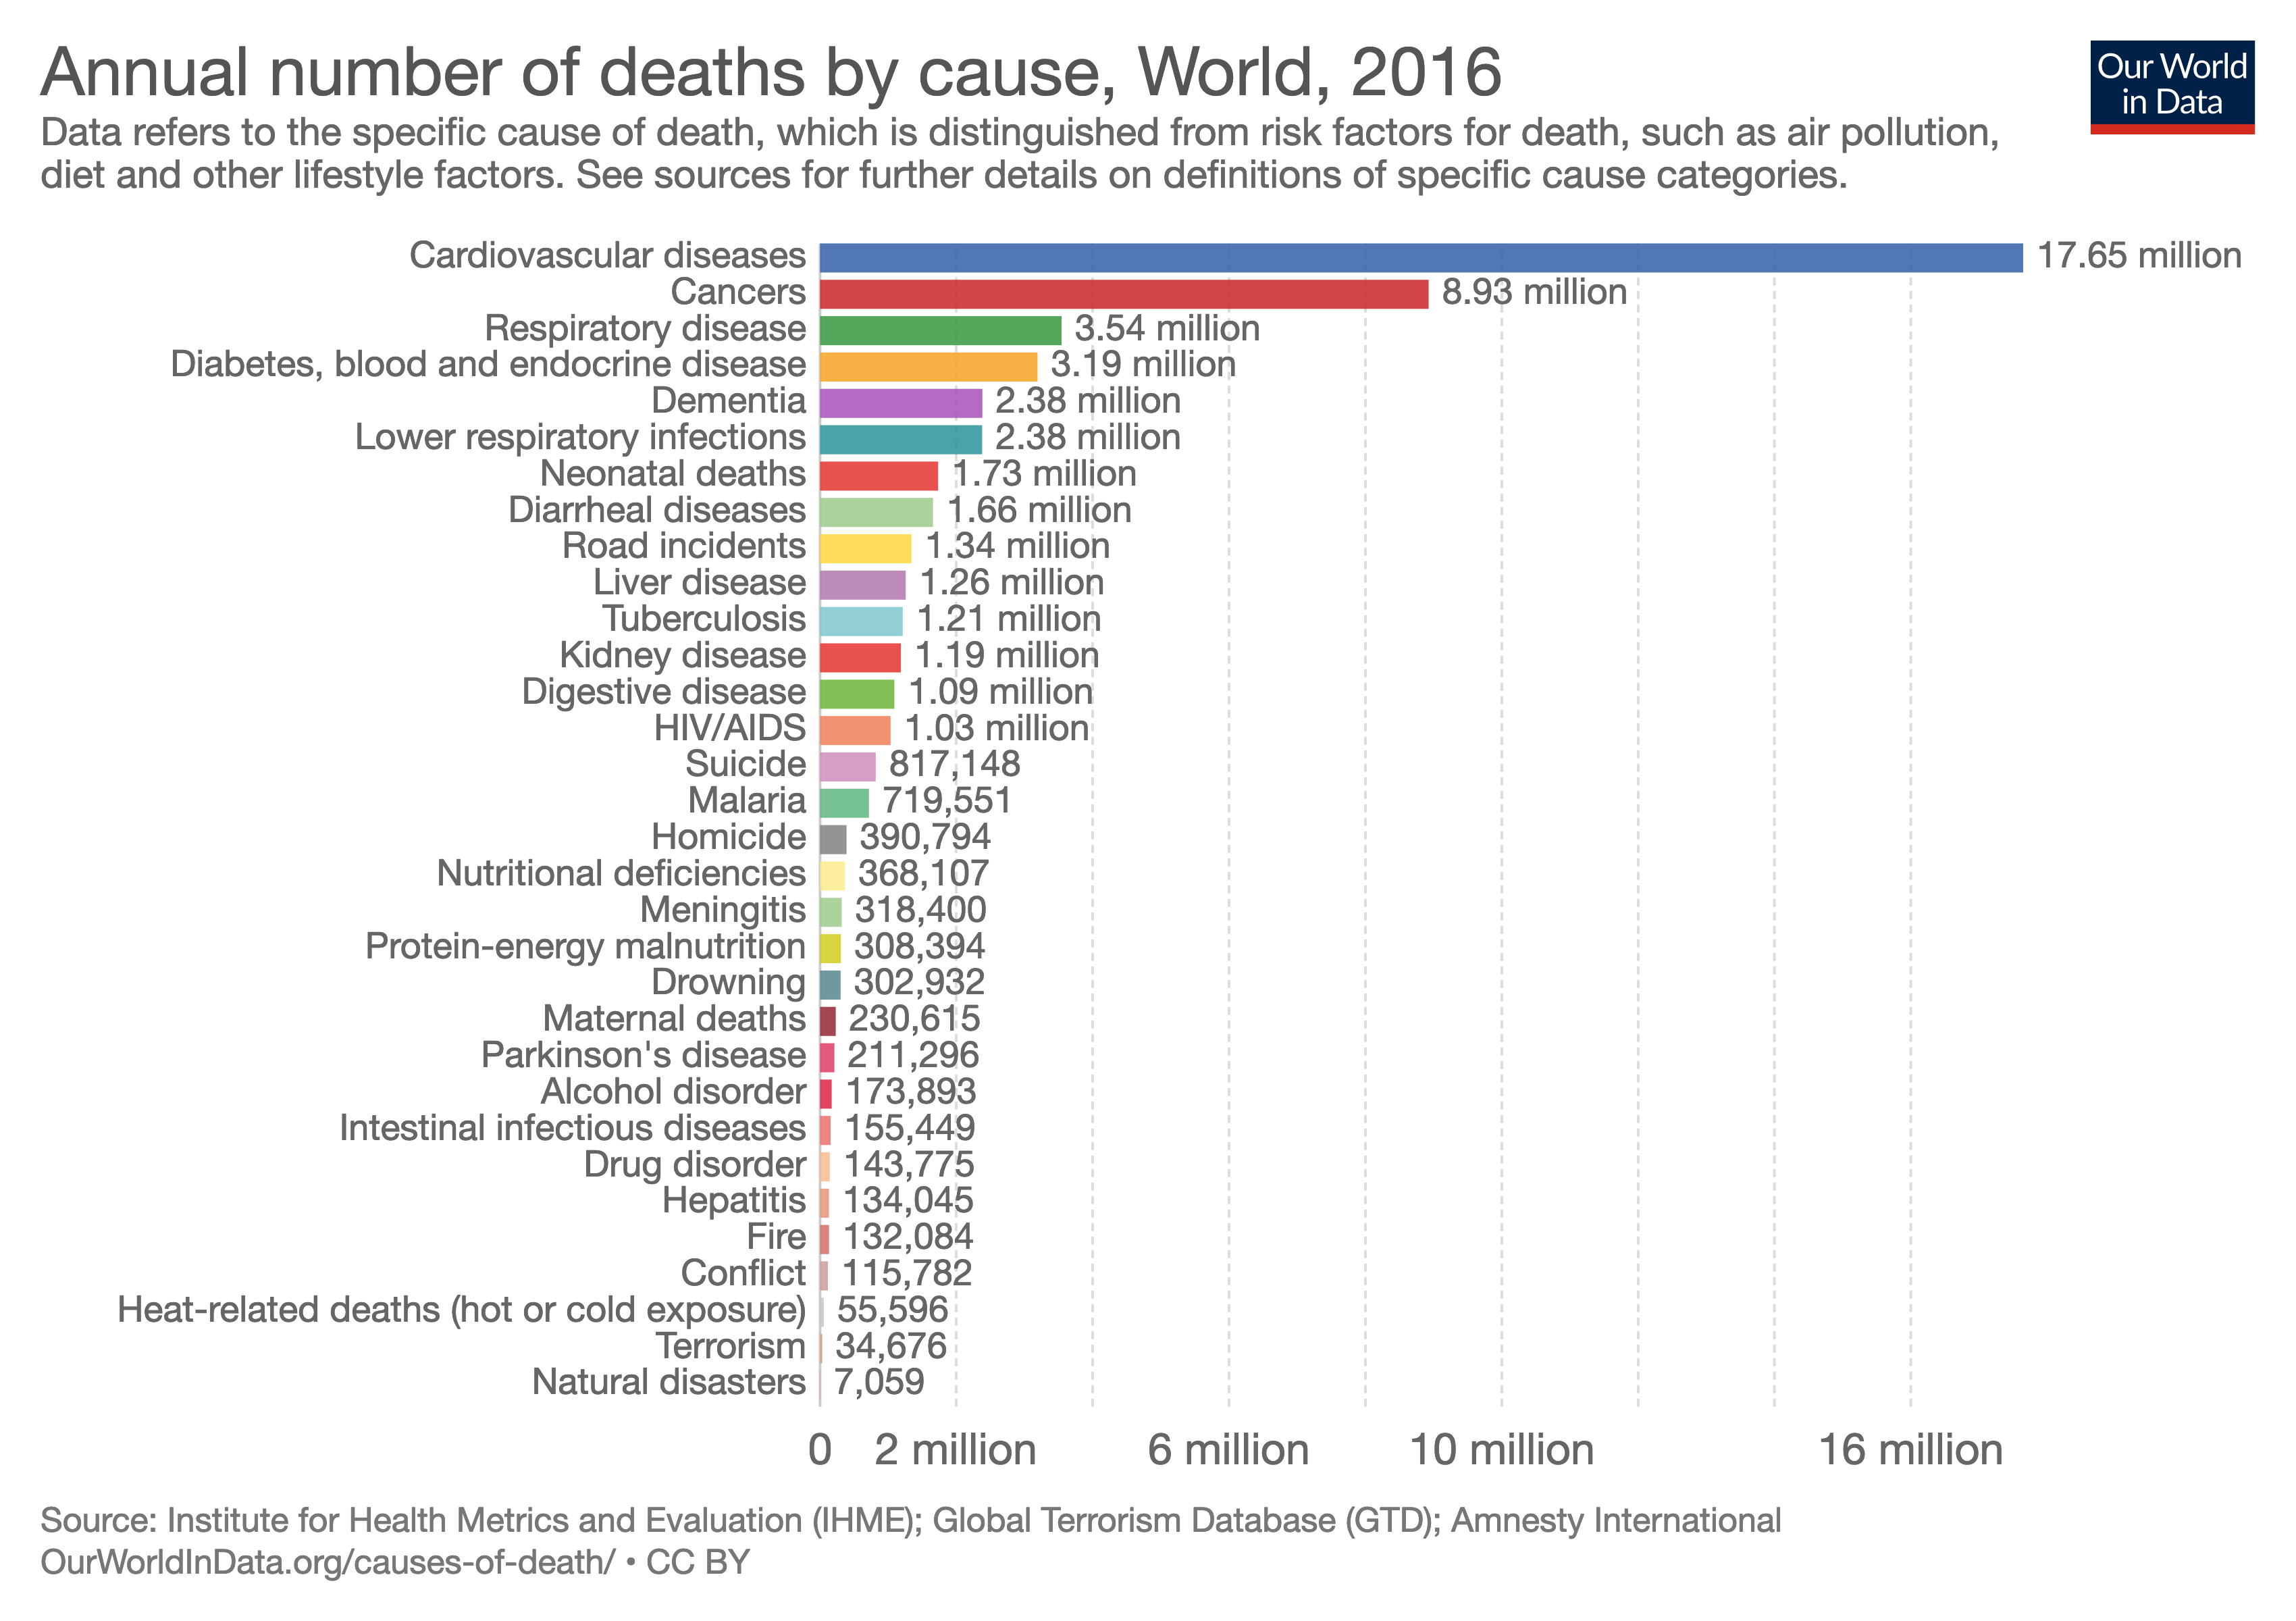 Annual number of deaths by cause, World, 2016
Our World
in Data
Data refers to the specific cause of death, which is distinguished from risk factors for death, such as air pollution,
diet and other lifestyle factors. See sources for further details on definitions of specific cause categories.
Cardiovascular diseases 17.65 million
Cancers 8.93 million
Respiratory disease 3.54 million
Diabetes, blood and endocrine disease 3.19 million
Dementia 2.38 million
Lower respiratory infections 2.38 million
Neonatal deaths 1.73 million
Diarrheal diseases 1.66 million
Road incidents 1.34 million
Liver disease 1.26 million
Tuberculosis 1.21 million
Kidney disease 1.19 million
Digestive disease 1.09 million
HIV/AIDS 1.03 million
Suicide 817,148
Malaria 719,551
Homicide 390,794
Nutritional deficiencies 368,107
Meningitis 318,400
Protein-energy malnutrition 308,394
Drowning 302,932
Maternal deaths 230,615
Parkinson's disease 211,296
Alcohol disorder 173,893
Intestinal infectious diseases 155,449
Drug disorder 143,775
Hepatitis 134,045
Fire 132,084
Conflict 115,782
Heat-related deaths (hot or cold exposure) 55,596
Terrorism 34,676
Natural disasters 7,059
0 2 million 6 million 10 million 16 million
Source: Institute for Health Metrics and Evaluation (IHME); Global Terrorism Database (GTD); Amnesty International
OurWorldInData.org/causes-of-death/ • CC BY